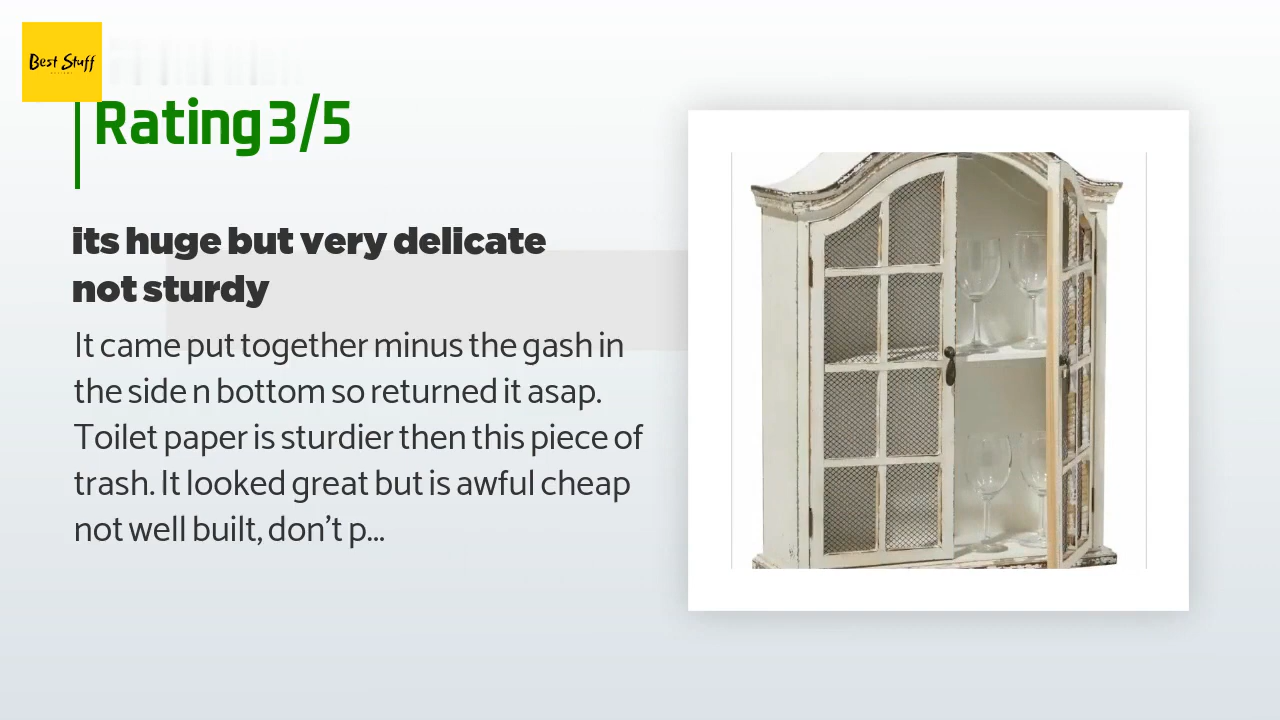 Best Stuff
Rating 3/5
its huge but very delicate
not sturdy
It came put together minus the gash in
the side n bottom so returned it asap.
Toilet paper is sturdier then this piece of
trash. It looked great but is awful cheap
not well built, don’t p...